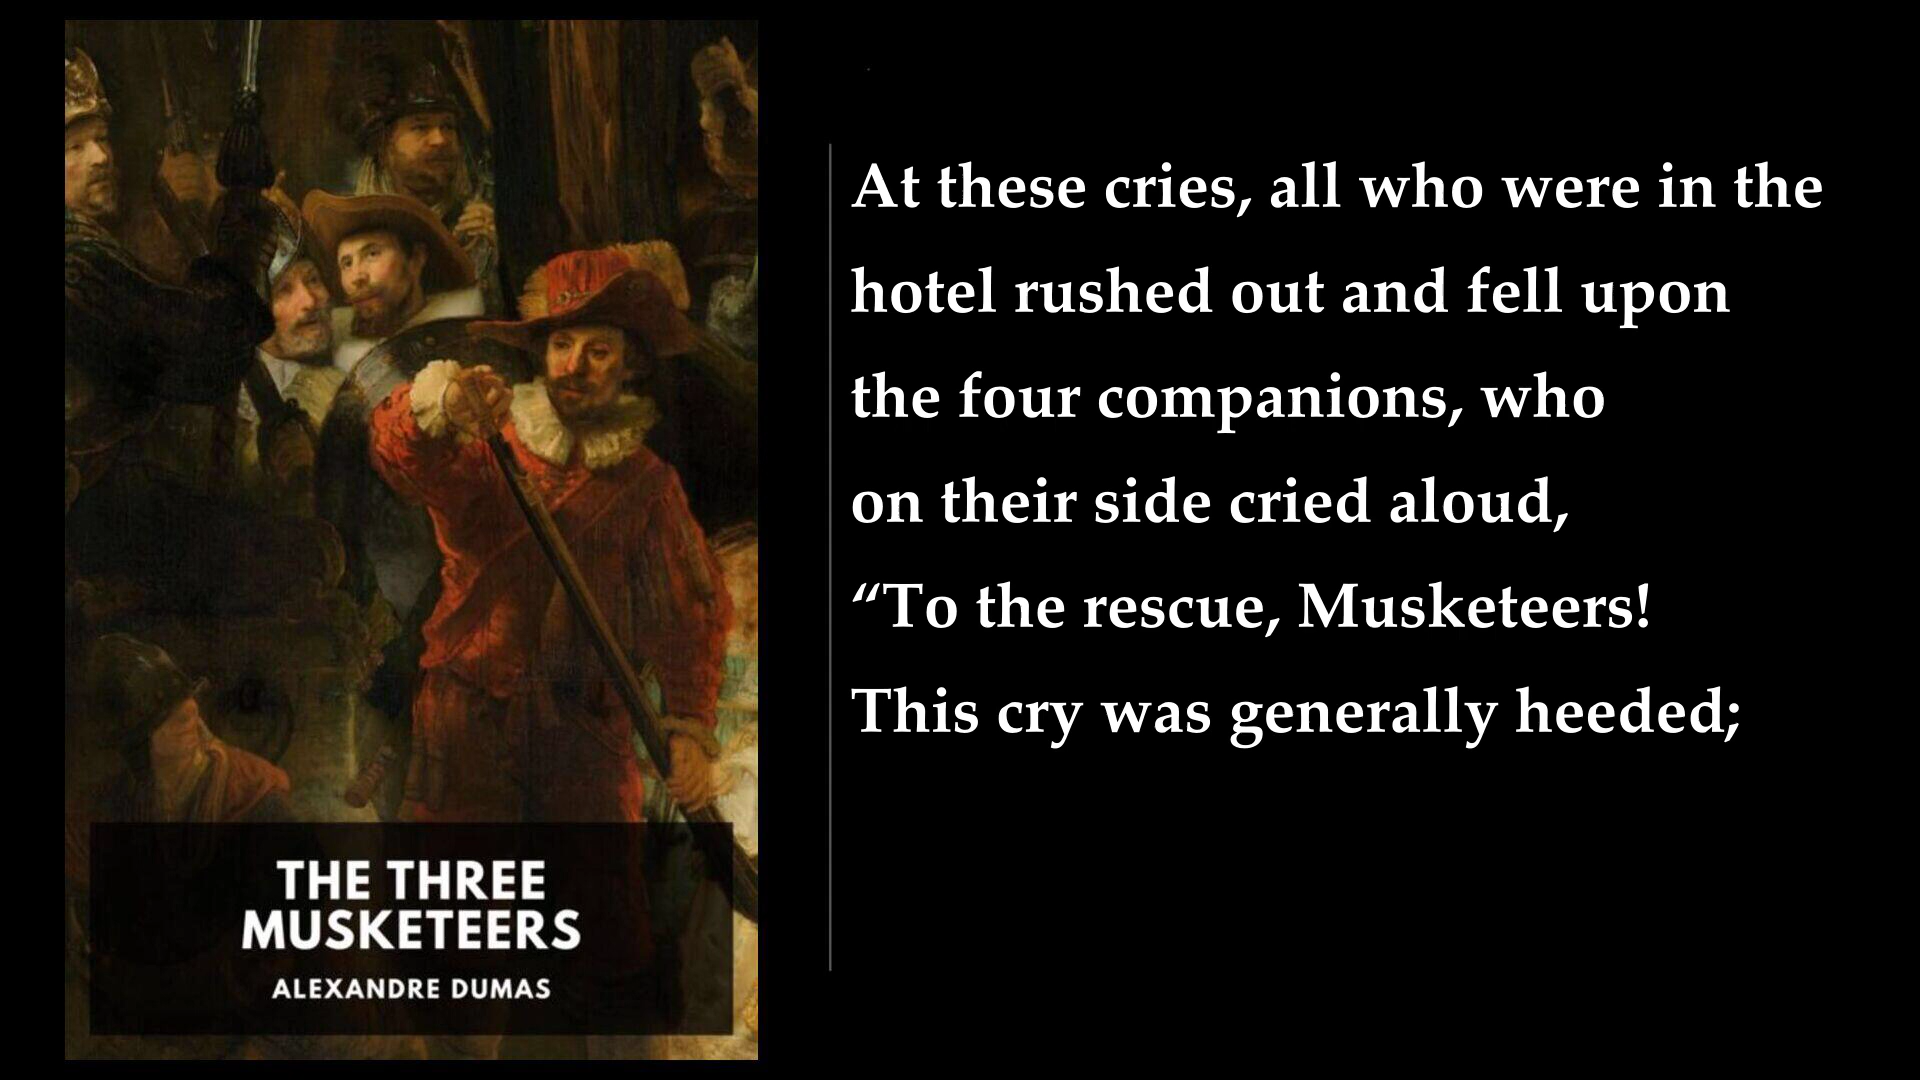 THE THREE
MUSKETEERS
ALEXANDRE DUMAS
At these cries, all who were in the
hotel rushed out and fell upon
the four companions, who
on their side cried aloud,
“To the rescue, Musketeers!
This cry was generally heeded;